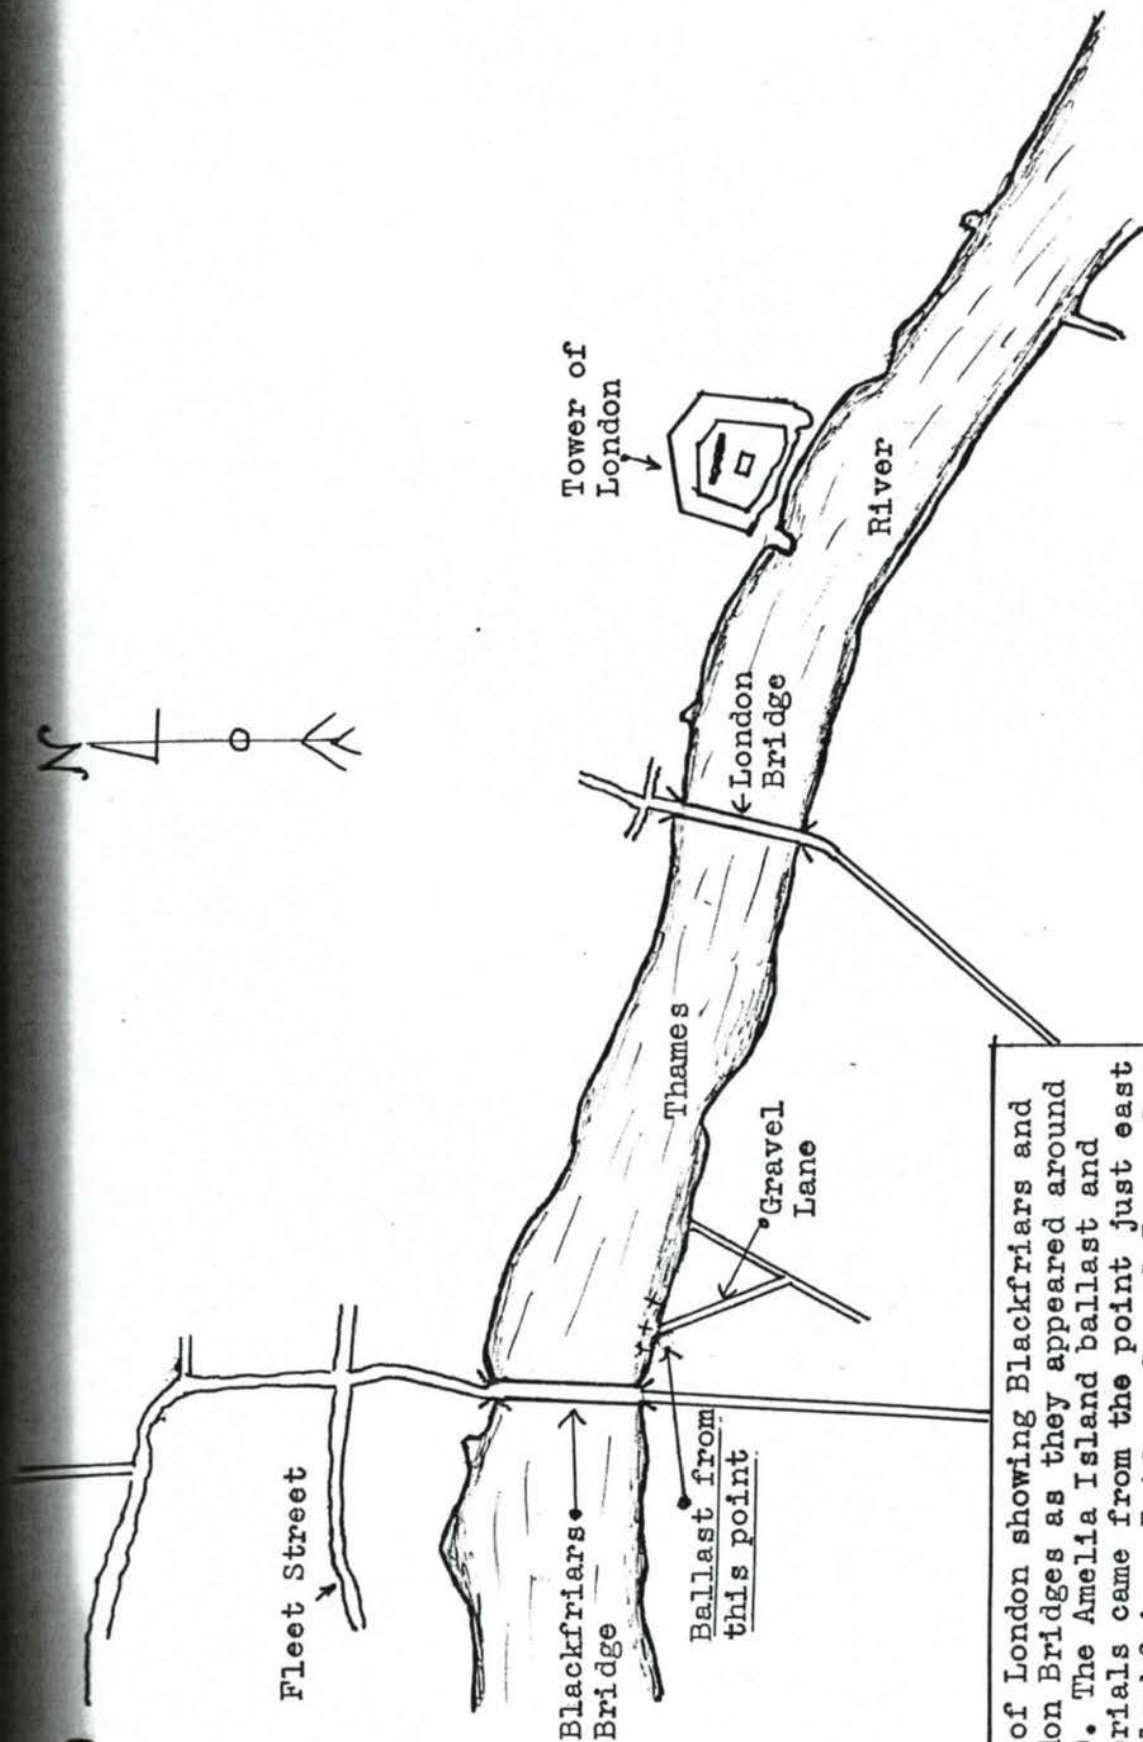 N
Tower of
London
River
London
Bridge
Thames
Gravel
Lane
Fleet Street
Blackfriars
Bridge
Ballast from
this point
of London showing Blackfriars and
Bridges as they appeared around
The Amelia Island ballast and
came from the point just east